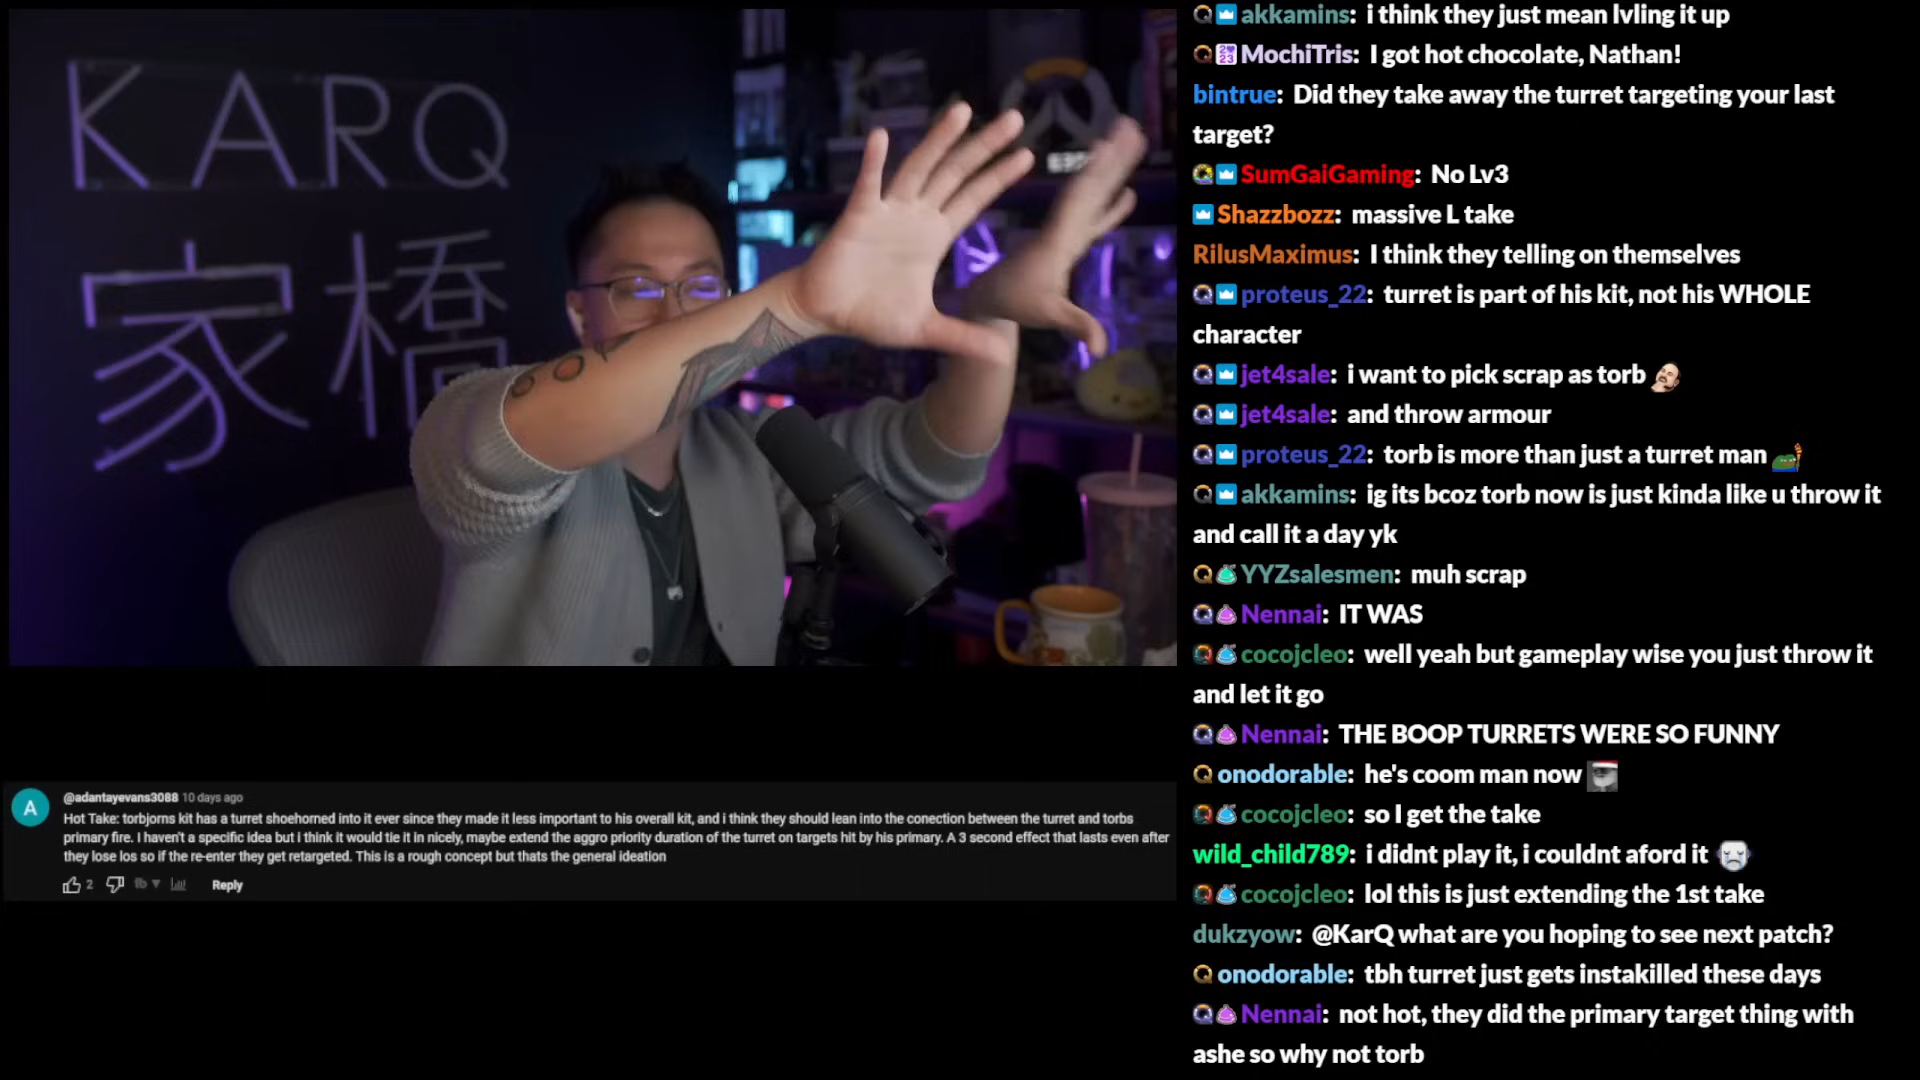 KARQ
家橋
@adantayevans3088 10 days ago
Hot Take: torbjorns kit has a turret shoehorned into it ever since they made it less important to his overall kit, and i think they should lean into the conection between the turret and torbs
primary fire. I haven't a specific idea but i think it would tie it in nicely, maybe extend the aggro priority duration of the turret on targets hit by his primary. A 3 second effect that lasts even after
they lose los so if the re-enter they get retargeted. This is a rough concept but thats the general ideation
2
Reply
A
akkamins: i think they just mean lvling it up
MochiTris: I got hot chocolate, Nathan!
bintrue: Did they take away the turret targeting your last
target?
SumGaiGaming: No Lv3
Shazzbozz: massive L take
RilusMaximus: I think they telling on themselves
proteus_22: turret is part of his kit, not his WHOLE
character
jet4sale: i want to pick scrap as torb
jet4sale: and throw armour
proteus_22: torb is more than just a turret man
akkamins: ig its bcoz torb now is just kinda like u throw it
and call it a day yk
YYZsalesmen: muh scrap
Nennai: IT WAS
cocojcleo: well yeah but gameplay wise you just throw it
and let it go
Nennai: THE BOOP TURRETS WERE SO FUNNY
onodorable: he's coom man now
cocojcleo: so I get the take
wild_child789: i didnt play it, i couldnt aford it
cocojcleo: lol this is just extending the 1st take
dukzyow: @KarQ what are you hoping to see next patch?
onodorable: tbh turret just gets instakilled these days
Nennai: not hot, they did the primary target thing with
ashe so why not torb